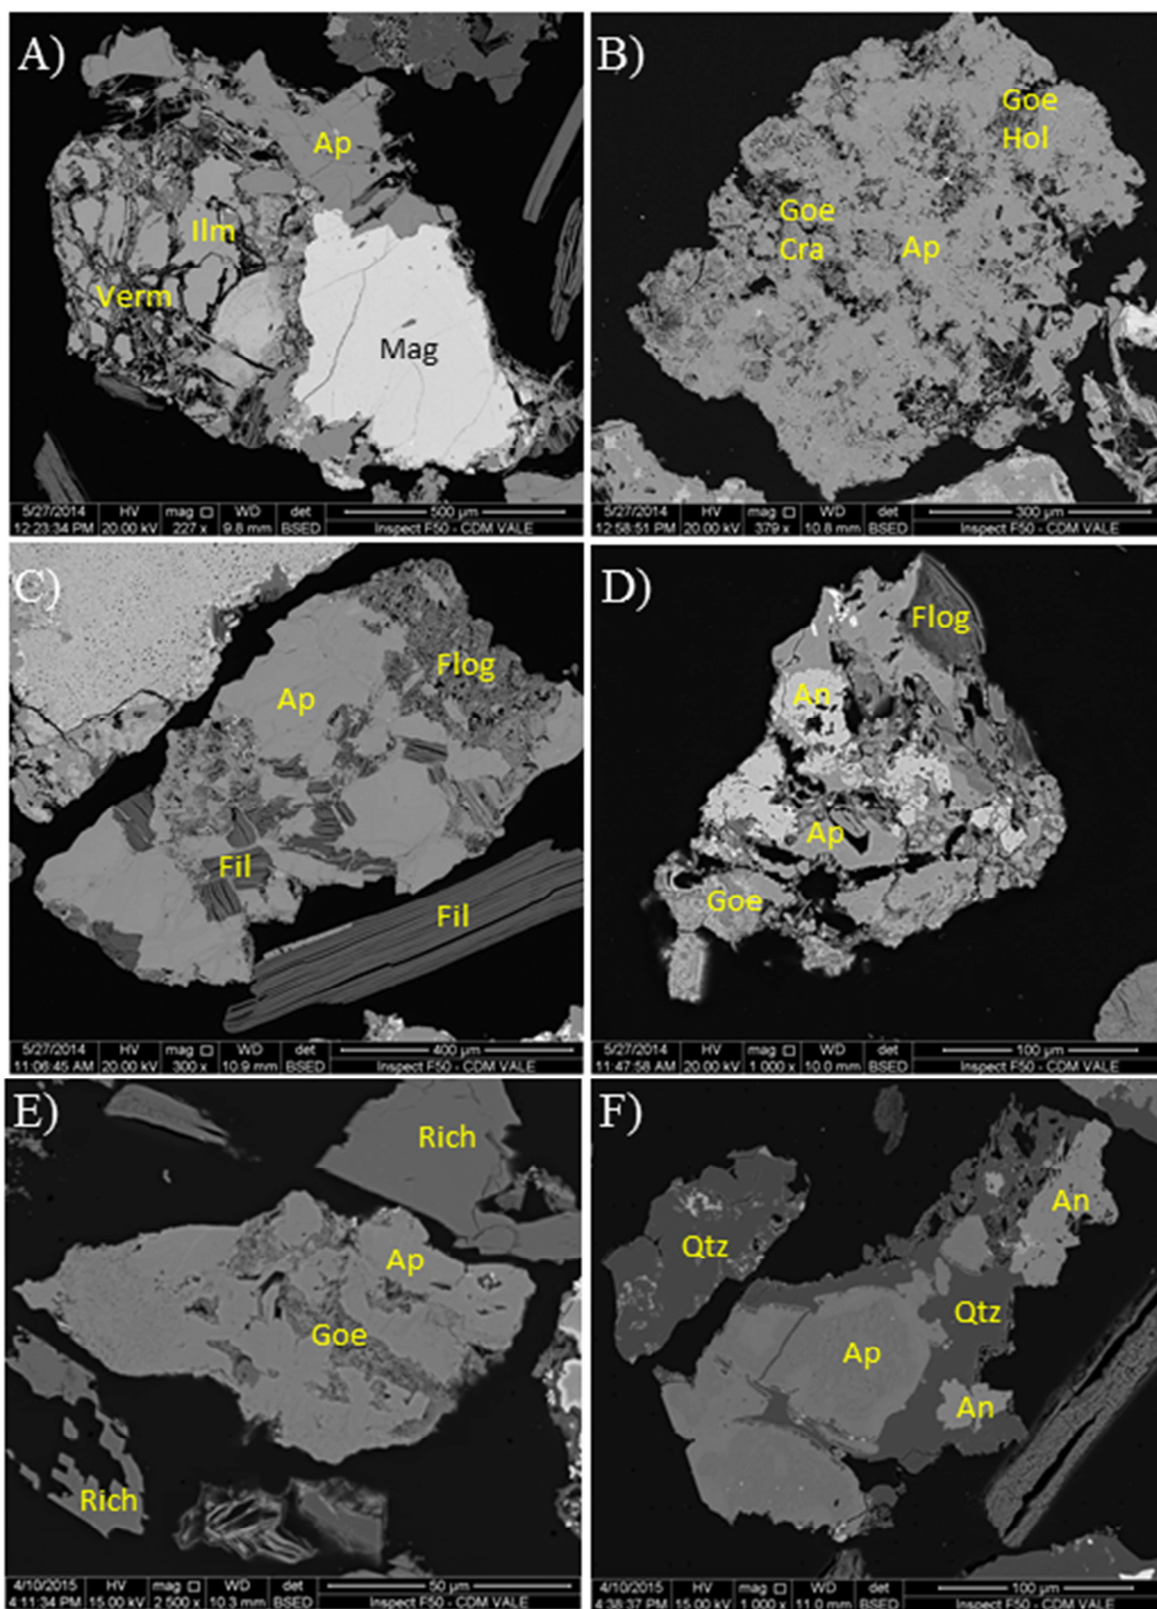 A)
Ap
Ilm
Verm
Mag
5/27/2014 HV mag □ WD det 500 µm
12:23:34 PM 20.00 kV 227 x 9.8 mm BSED Inspect F50 - CDM VALE
B)
Goe
Hol
Goe
Cra
Ap
5/27/2014 HV mag □ WD det 300 µm
12:58:51 PM 20.00 kV 379 x 10.8 mm BSED Inspect F50 - CDM VALE
C)
Flog
Ap
Fil
Fil
5/27/2014 HV mag □ WD det 400 µm
11:06:45 AM 20.00 kV 300 x 10.9 mm BSED Inspect F50 - CDM VALE
D)
Flog
An
Ap
Goe
5/27/2014 HV mag □ WD det 100 µm
11:47:58 AM 20.00 kV 1 000 x 10.0 mm BSED Inspect F50 - CDM VALE
E)
Rich
Ap
Goe
Rich
4/10/2015 HV mag □ WD det 50 µm
4:11:34 PM 15.00 kV 2 500 x 10.3 mm BSED Inspect F50 - CDM VALE
F)
An
Qtz
Qtz
Ap
An
4/10/2015 HV mag □ WD det 100 µm
4:38:37 PM 15.00 kV 1 000 x 11.0 mm BSED Inspect F50 - CDM VALE